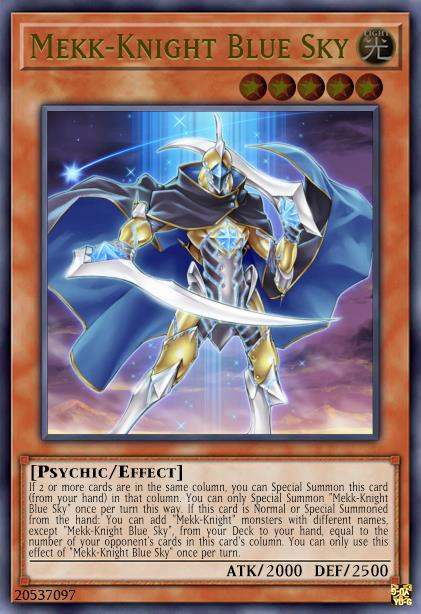 Mekk-Knight Blue Sky
LIGHT
光
[Psychic/Effect]
If 2 or more cards are in the same column, you can Special Summon this card
(from your hand) in that column. You can only Special Summon "Mekk-Knight
Blue Sky" once per turn this way. If this card is Normal or Special Summoned
from the hand: You can add "Mekk-Knight" monsters with different names,
except "Mekk-Knight Blue Sky", from your Deck to your hand, equal to the
number of your opponent's cards in this card's column. You can only use this
effect of "Mekk-Knight Blue Sky" once per turn.
ATK/2000 DEF/2500
20537097